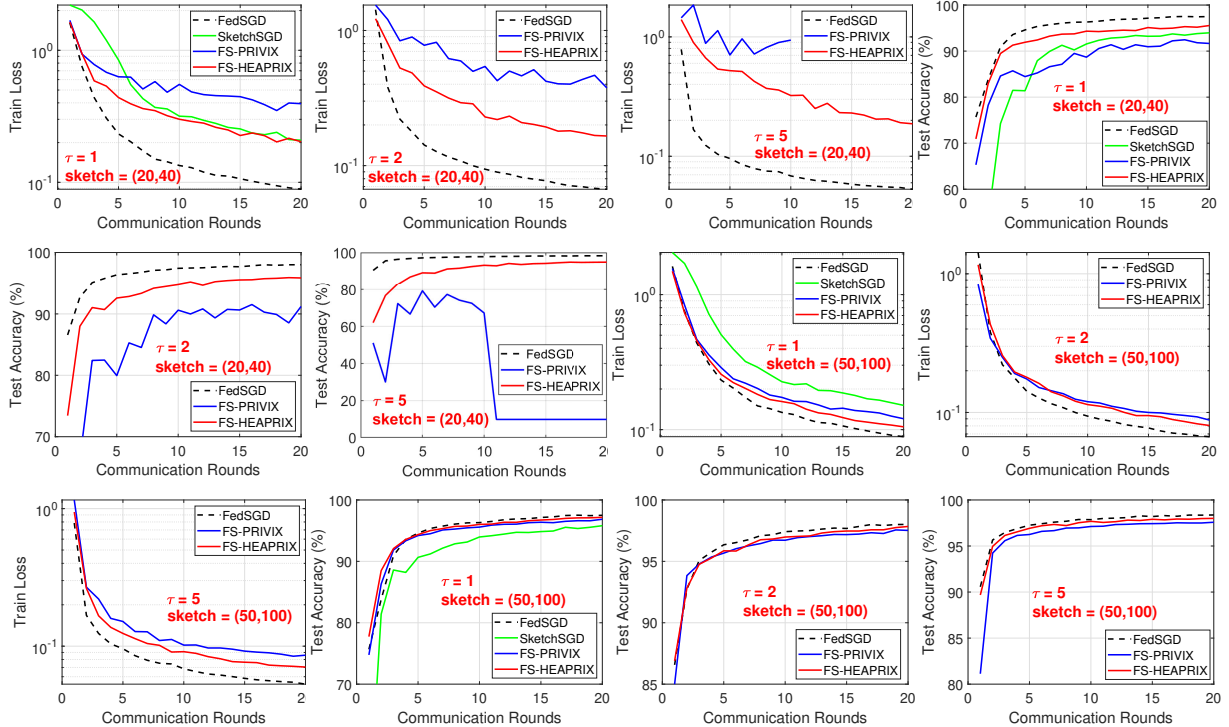 Train Loss
10^0
10^-1
0 5 10 15 20
Communication Rounds
FedSGD
SketchSGD
FS-PRIVIX
FS-HEAPRIX
τ = 1
sketch = (20,40)
Train Loss
10^0
10^-1
0 5 10 15 20
Communication Rounds
FedSGD
FS-PRIVIX
FS-HEAPRIX
τ = 2
sketch = (20,40)
Train Loss
10^0
10^-1
0 5 10 15 20
Communication Rounds
FedSGD
FS-PRIVIX
FS-HEAPRIX
τ = 5
sketch = (20,40)
Test Accuracy (%)
100
90
80
70
60
0 5 10 15 20
Communication Rounds
τ = 1
sketch = (20,40)
FedSGD
SketchSGD
FS-PRIVIX
FS-HEAPRIX
Test Accuracy (%)
100
90
80
70
0 5 10 15 20
Communication Rounds
τ = 2
sketch = (20,40)
FedSGD
FS-PRIVIX
FS-HEAPRIX
Test Accuracy (%)
100
80
60
40
20
0
0 5 10 15 20
Communication Rounds
FedSGD
FS-PRIVIX
FS-HEAPRIX
τ = 5
sketch = (20,40)
Train Loss
10^0
10^-1
0 5 10 15 20
Communication Rounds
FedSGD
SketchSGD
FS-PRIVIX
FS-HEAPRIX
τ = 1
sketch = (50,100)
Train Loss
10^0
10^-1
0 5 10 15 20
Communication Rounds
FedSGD
FS-PRIVIX
FS-HEAPRIX
τ = 2
sketch = (50,100)
Train Loss
10^0
10^-1
0 5 10 15 20
Communication Rounds
FedSGD
FS-PRIVIX
FS-HEAPRIX
τ = 5
sketch = (50,100)
Test Accuracy (%)
100
90
80
70
0 5 10 15 20
Communication Rounds
τ = 1
sketch = (50,100)
FedSGD
SketchSGD
FS-PRIVIX
FS-HEAPRIX
Test Accuracy (%)
100
95
90
85
0 5 10 15 20
Communication Rounds
τ = 2
sketch = (50,100)
FedSGD
FS-PRIVIX
FS-HEAPRIX
Test Accuracy (%)
100
95
90
85
80
0 5 10 15 20
Communication Rounds
τ = 5
sketch = (50,100)
FedSGD
FS-PRIVIX
FS-HEAPRIX